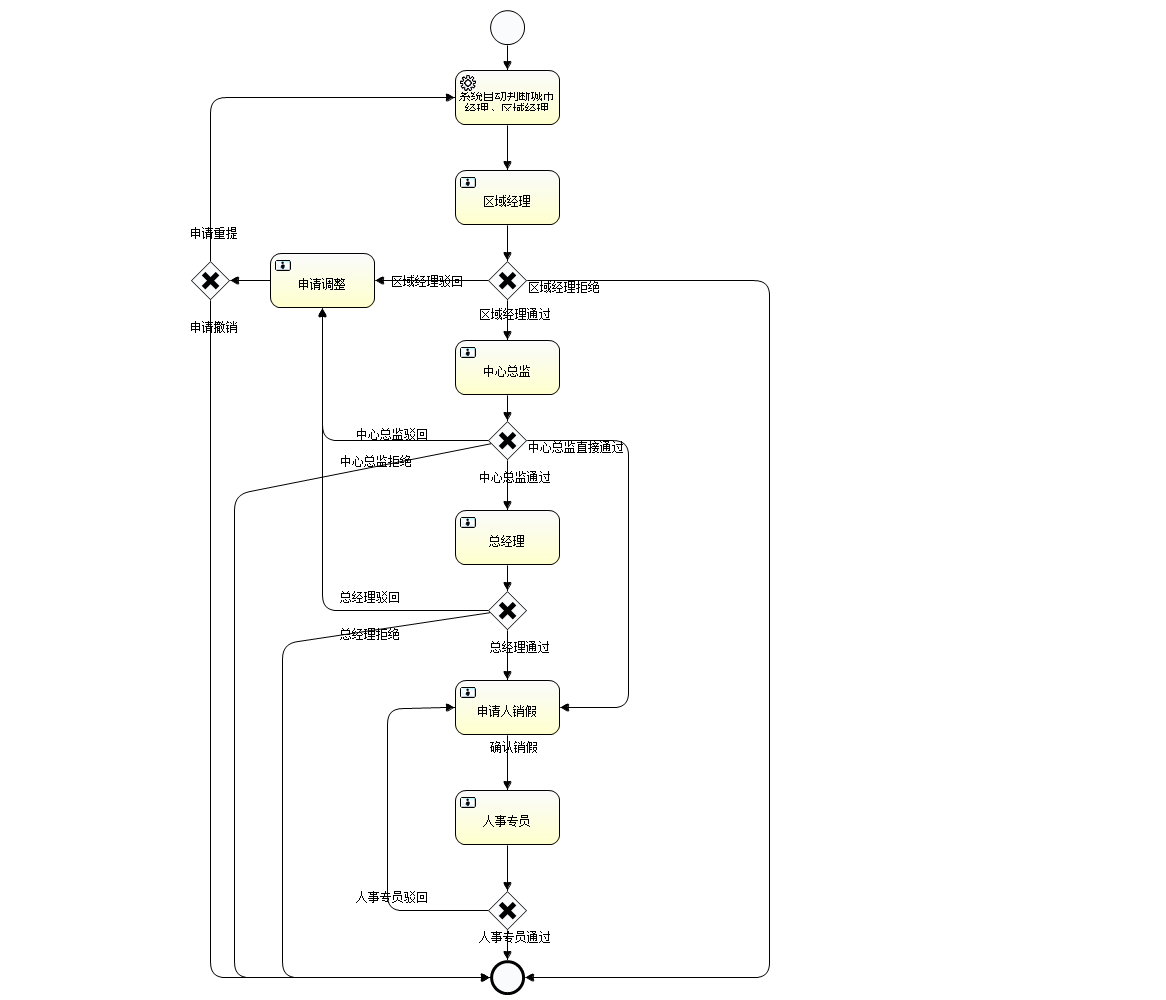 系统自动判断城市
经理、区域经理
区域经理
申请重提
申请调整
区域经理驳回
区域经理拒绝
区域经理通过
申请撤销
中心总监
中心总监驳回
中心总监直接通过
中心总监拒绝
中心总监通过
总经理
总经理驳回
总经理拒绝
总经理通过
申请人销假
确认销假
人事专员
人事专员驳回
人事专员通过